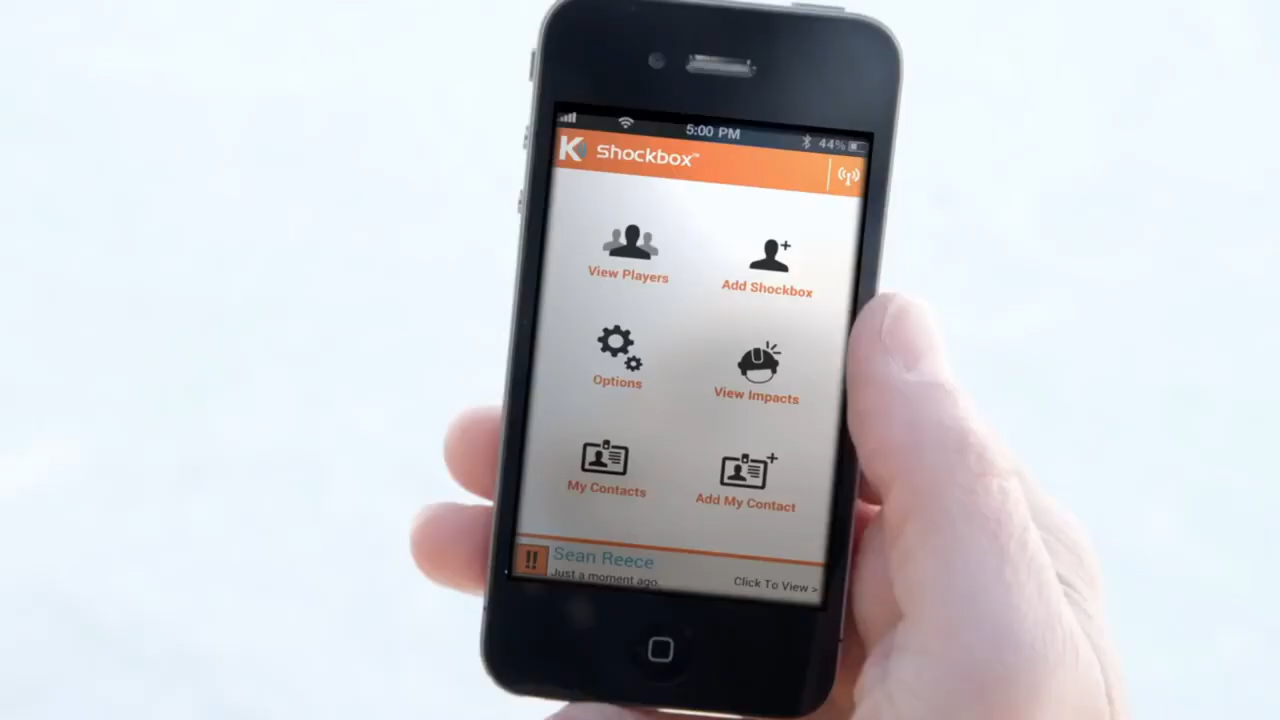 5:00 PM
44%
K Shockbox™
View Players
Add Shockbox
Options
View Impacts
My Contacts
Add My Contact
!! Sean Reece
Just a moment ago.
Click To View >